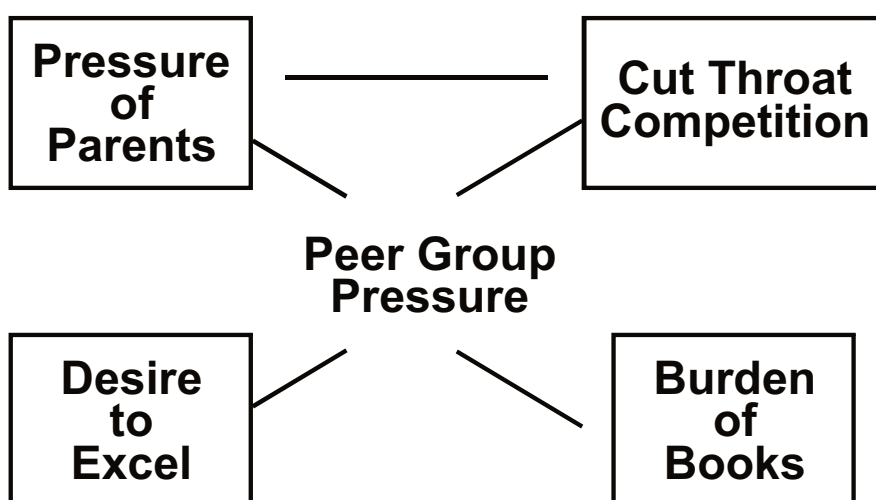 Pressure
of
Parents
Cut Throat
Competition
Peer Group
Pressure
Desire
to
Excel
Burden
of
Books